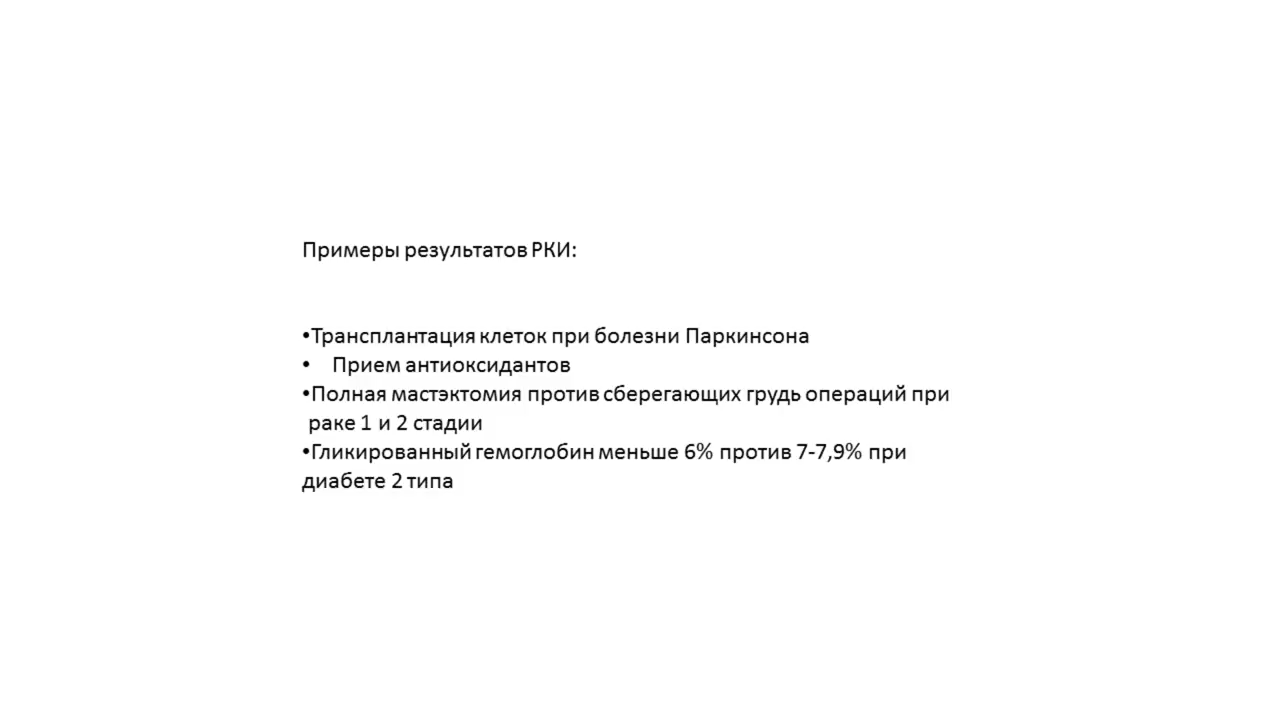 Примеры результатов РКИ:
•Трансплантация клеток при болезни Паркинсона
• Прием антиоксидантов
•Полная мастэктомия против сберегающих грудь операций при
раке 1 и 2 стадии
•Гликированный гемоглобин меньше 6% против 7-7,9% при
диабете 2 типа